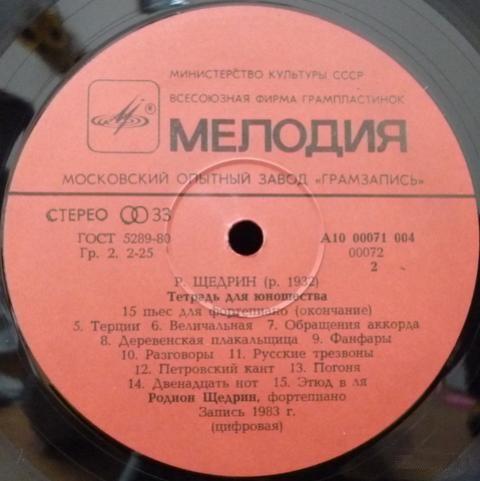 МИНИСТЕРСТВО КУЛЬТУРЫ СССР
ВСЕСОЮЗНАЯ ФИРМА ГРАМПЛАСТИНОК
®
МЕЛОДИЯ
МОСКОВСКИЙ ОПЫТНЫЙ ЗАВОД «ГРАМЗАПИСЬ»
СТЕРЕО 33
ГОСТ 5289-80
Гр. 2. 2-25
А10 00071 004
00072
2
Р. ЩЕДРИН (р. 1932)
Тетрадь для юношества
15 пьес для фортепиано (окончание)
5. Терции 6. Величальная 7. Обращения аккорда
8. Деревенская плакальщица 9. Фанфары
10. Разговоры 11. Русские трезвоны
12. Петровский кант 13. Погоня
14. Двенадцать нот 15. Этюд в ля
Родион Щедрин, фортепиано
Запись 1983 г.
(цифровая)